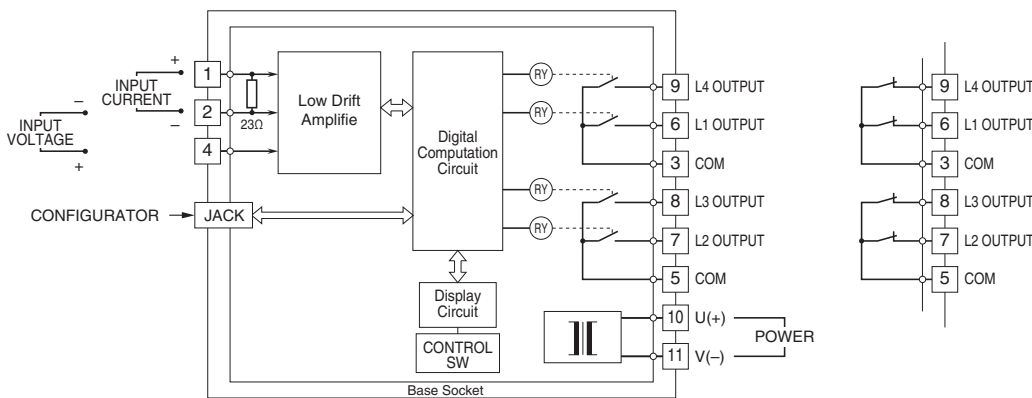 INPUT VOLTAGE
–
+
INPUT CURRENT
+
–
1
2
4
23Ω
Low Drift
Amplifie
CONFIGURATOR
JACK
Digital
Computation
Circuit
RY
RY
RY
RY
Display
Circuit
CONTROL
SW
Base Socket
9 L4 OUTPUT
6 L1 OUTPUT
3 COM
8 L3 OUTPUT
7 L2 OUTPUT
5 COM
10 U(+)
11 V(–)
POWER
9 L4 OUTPUT
6 L1 OUTPUT
3 COM
8 L3 OUTPUT
7 L2 OUTPUT
5 COM